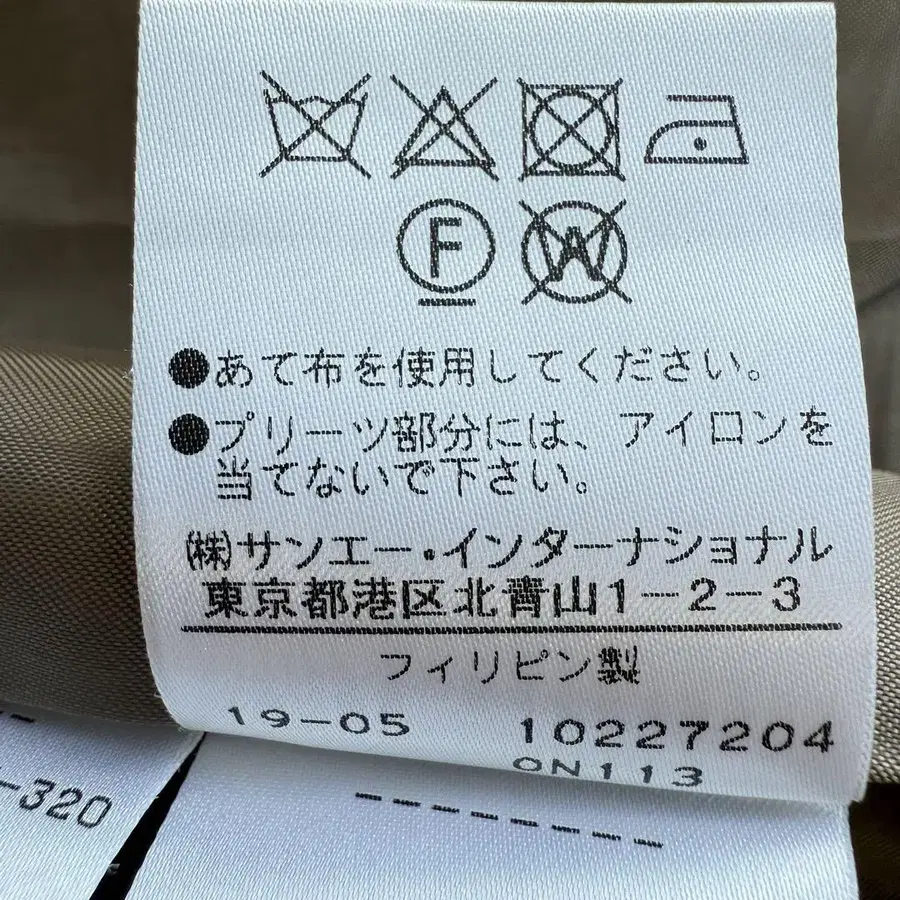 F
W
●あて布を使用してください。
●プリーツ部分には、アイロンを
当てないで下さい。
㈱サンエー・インターナショナル
東京都港区北青山1-2-3
フィリピン製
19-05 10227204
0N113
-320
-------